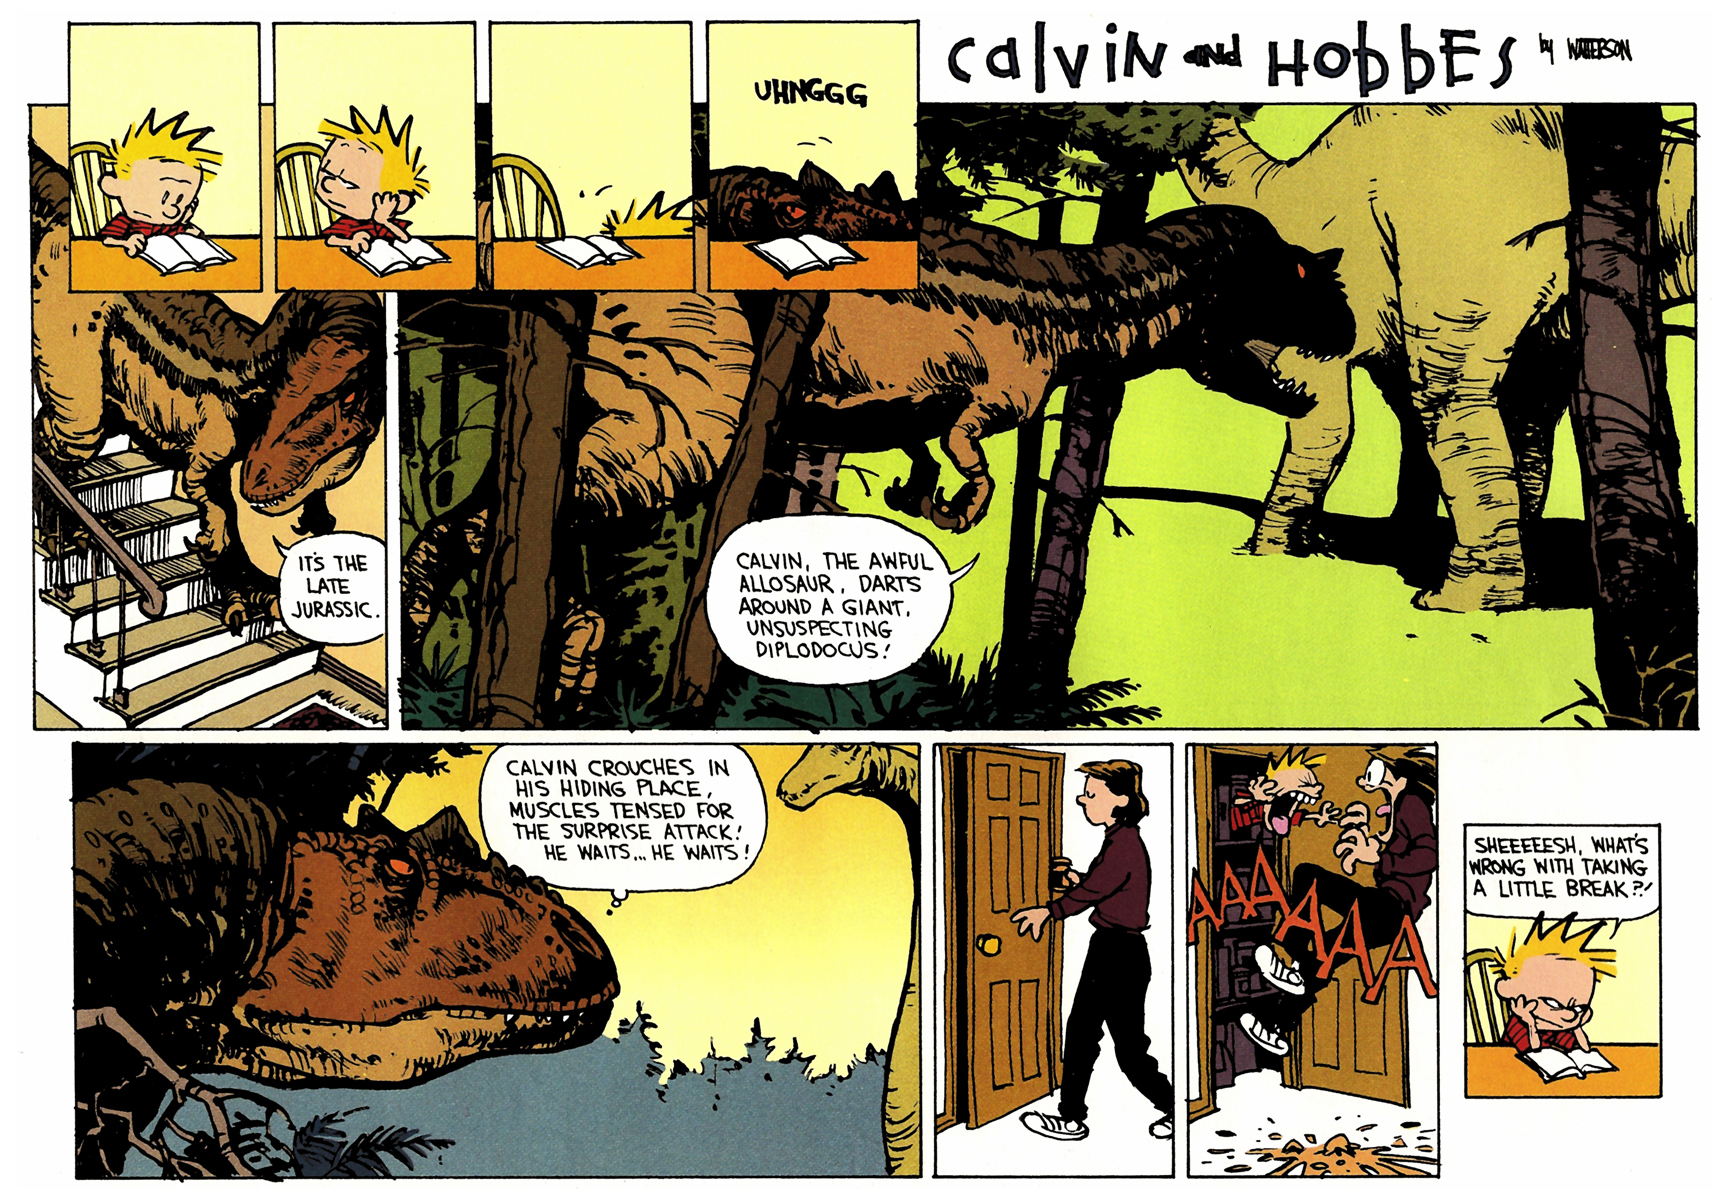 UHNGGG
CALVIN AND HOBBES
by WATTERSON
IT'S THE
LATE
JURASSIC.
CALVIN, THE AWFUL
ALLOSAUR, DARTS
AROUND A GIANT,
UNSUSPECTING
DIPLODOCUS!
CALVIN CROUCHES IN
HIS HIDING PLACE,
MUSCLES TENSED FOR
THE SURPRISE ATTACK!
HE WAITS... HE WAITS!
AAAAAAA
SHEEEEESH, WHAT'S
WRONG WITH TAKING
A LITTLE BREAK?!